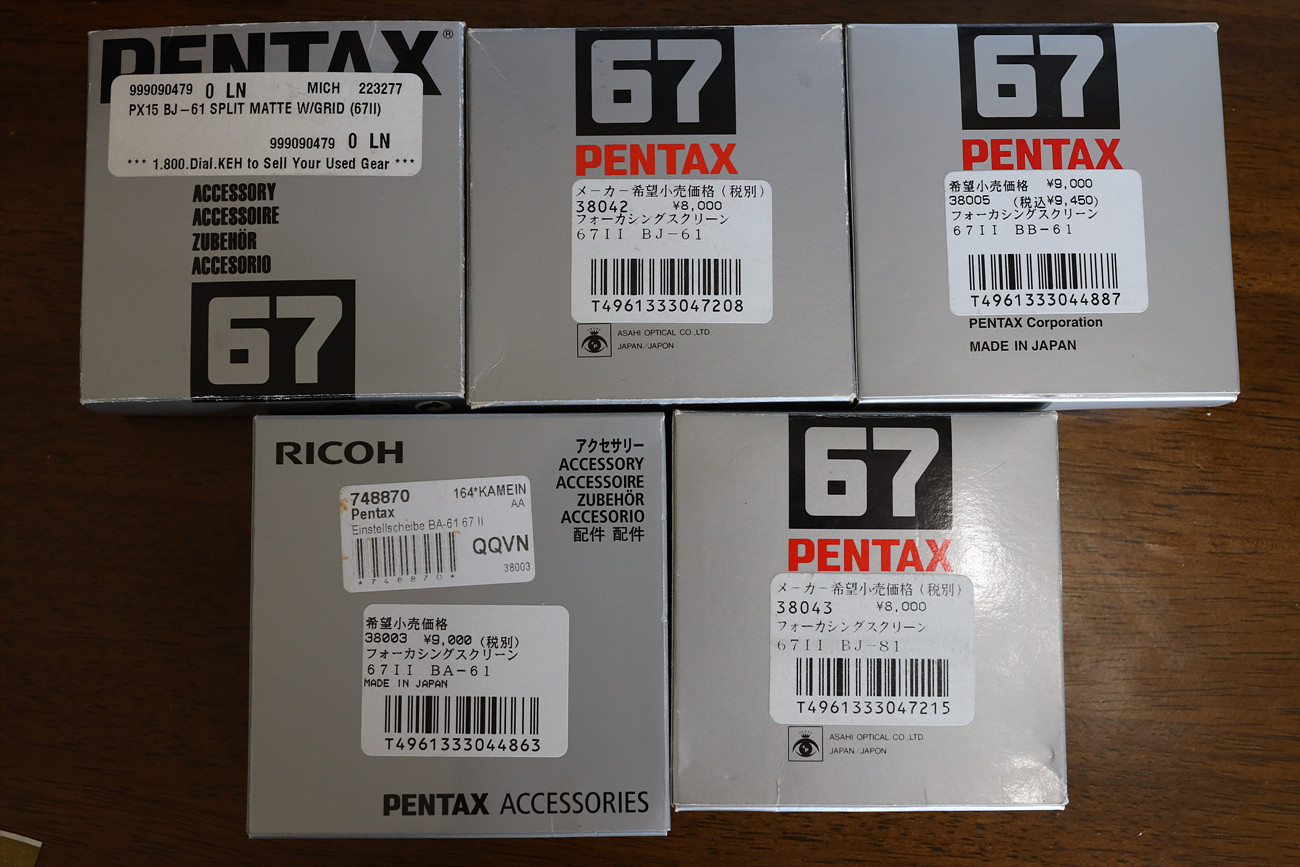 PENTAX®
999090479 0 LN MICH 223277
PX15 BJ-61 SPLIT MATTE W/GRID (67II)
999090479 0 LN
*** 1.800.Dial.KEH to Sell Your Used Gear ***
ACCESSORY
ACCESSOIRE
ZUBEHÖR
ACCESORIO
67
67
PENTAX
メーカー希望小売価格(税別)
38042 ¥8,000
フォーカシングスクリーン
67II BJ-61
T4961333047208
ASAHI OPTICAL CO.,LTD.
JAPAN/JAPON
67
PENTAX
希望小売価格 ¥9,000
38005 (税込¥9,450)
フォーカシングスクリーン
67II BB-61
T4961333044887
PENTAX Corporation
MADE IN JAPAN
RICOH
アクセサリー
ACCESSORY
ACCESSOIRE
ZUBEHÖR
ACCESORIO
配件 配件
748870 164*KAMEIN
Pentax AA
Einstellscheibe BA-61 67 II
QQVN
*748870* 38003
希望小売価格
38003 ¥9,000(税別)
フォーカシングスクリーン
67II BA-61
MADE IN JAPAN
T4961333044863
PENTAX ACCESSORIES
67
PENTAX
メーカー希望小売価格(税別)
38043 ¥8,000
フォーカシングスクリーン
67II BJ-81
T4961333047215
ASAHI OPTICAL CO.,LTD.
JAPAN/JAPON